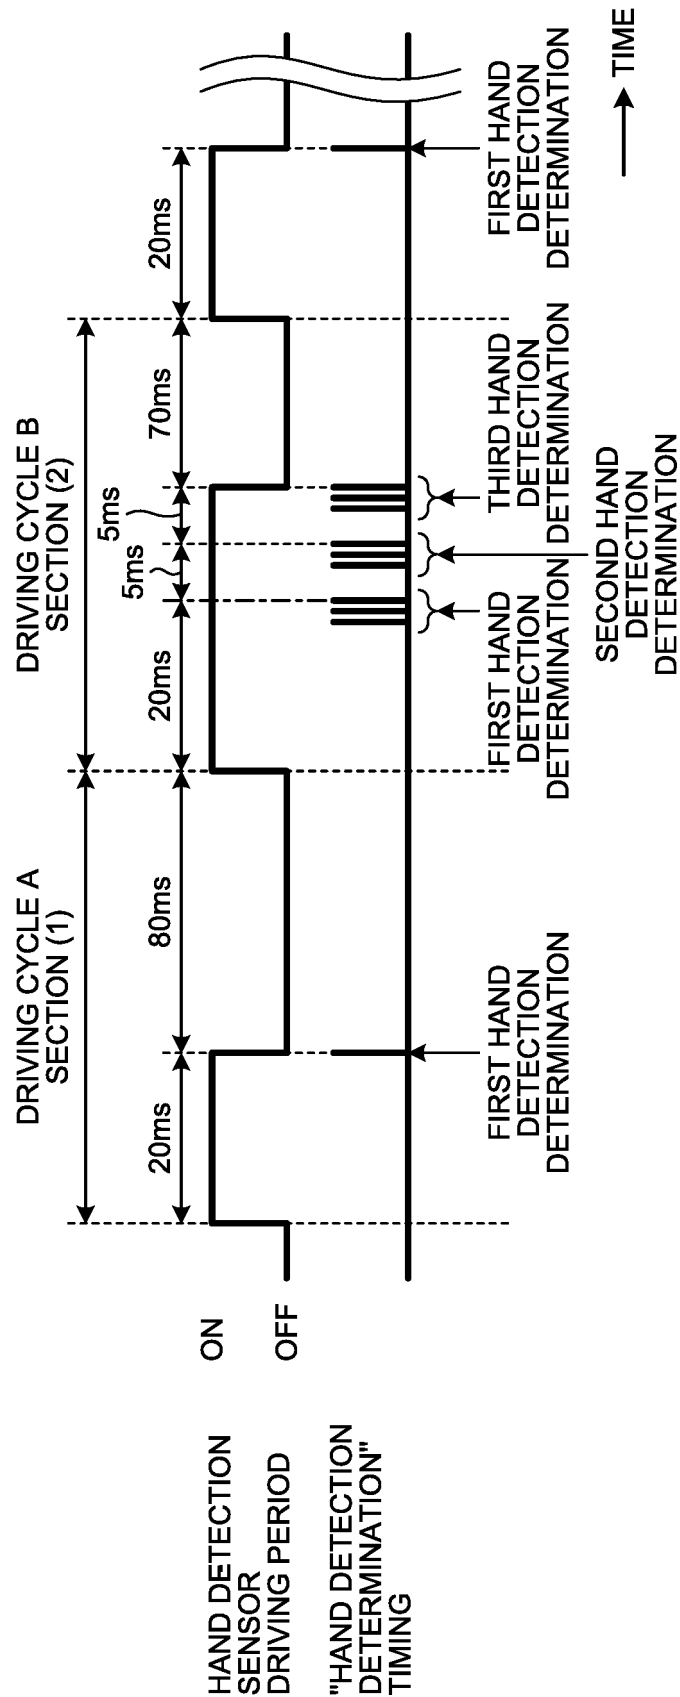 DRIVING CYCLE A
SECTION (1)
DRIVING CYCLE B
SECTION (2)
20ms
80ms
20ms
5ms
5ms
70ms
20ms
HAND DETECTION
SENSOR
DRIVING PERIOD
ON
OFF
"HAND DETECTION
DETERMINATION"
TIMING
FIRST HAND
DETECTION
DETERMINATION
FIRST HAND
DETECTION
DETERMINATION
SECOND HAND
DETECTION
DETERMINATION
THIRD HAND
DETECTION
DETERMINATION
FIRST HAND
DETECTION
DETERMINATION
TIME